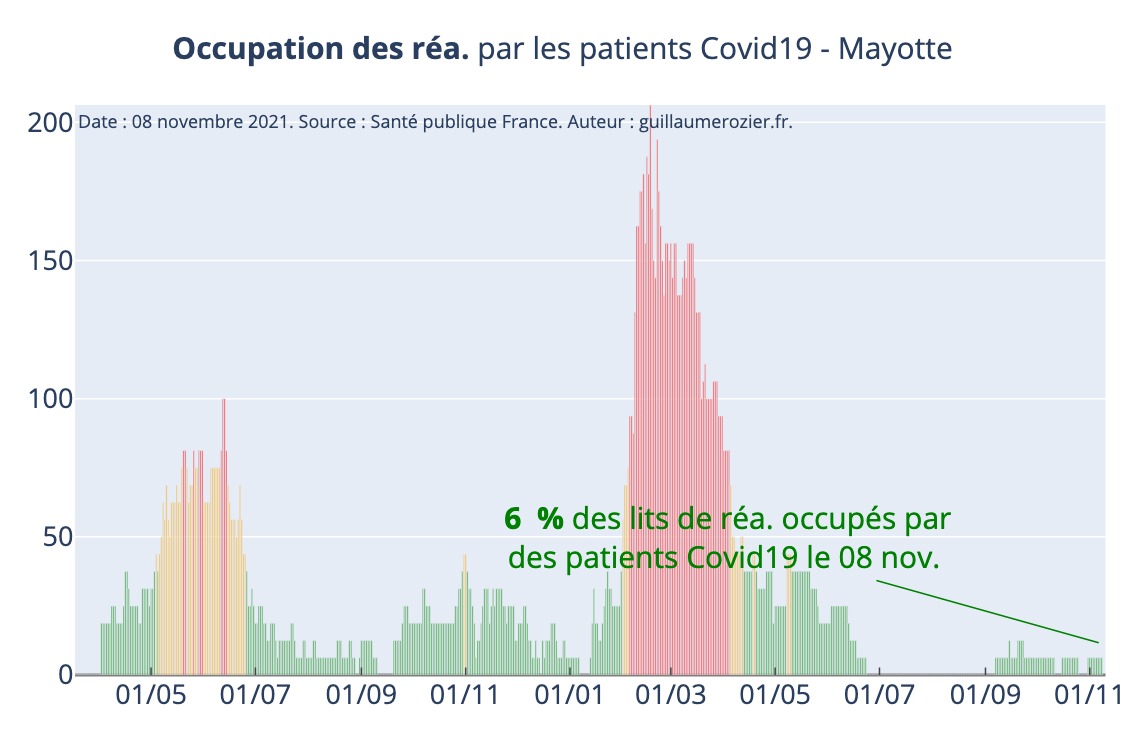 Occupation des réa. par les patients Covid19 - Mayotte
200
Date : 08 novembre 2021. Source : Santé publique France. Auteur : guillaumerozier.fr.
150
100
50
0
6 % des lits de réa. occupés par
des patients Covid19 le 08 nov.
01/05 01/07 01/09 01/11 01/01 01/03 01/05 01/07 01/09 01/11